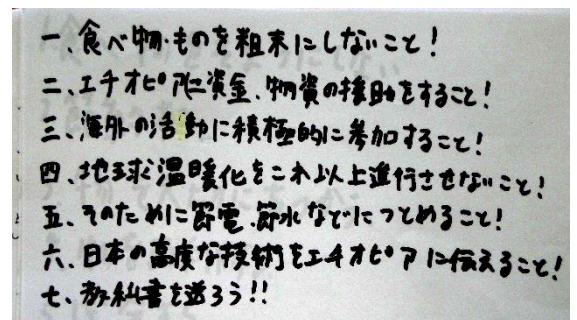 一、食べ物・ものを粗末にしないこと!
二、エチオピアに資金、物資の援助をすること!
三、海外の活動に積極的に参加すること!
四、地球温暖化をこれ以上進行させないこと!
五、そのために節電、節水などにつとめること!
六、日本の高度な技術をエチオピアに伝えること!
七、教科書を送ろう!!